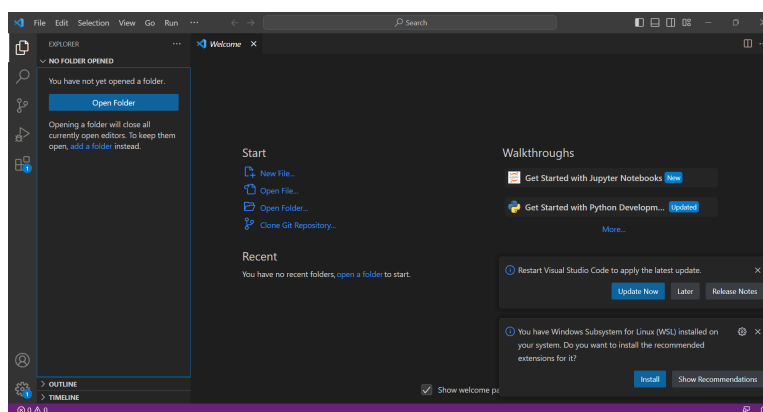 File Edit Selection View Go Run ... Search
EXPLORER ...
Welcome
NO FOLDER OPENED
You have not yet opened a folder.
Open Folder
Opening a folder will close all
currently open editors. To keep them
open, add a folder instead.
1
Start
New File...
Open File...
Open Folder...
Clone Git Repository...
Recent
You have no recent folders, open a folder to start.
Walkthroughs
Get Started with Jupyter Notebooks New
Get Started with Python Developm... Updated
More...
Restart Visual Studio Code to apply the latest update.
Update Now Later Release Notes
You have Windows Subsystem for Linux (WSL) installed on
your system. Do you want to install the recommended
extensions for it?
Install Show Recommendations
Show welcome pa
OUTLINE
TIMELINE
1
0 0